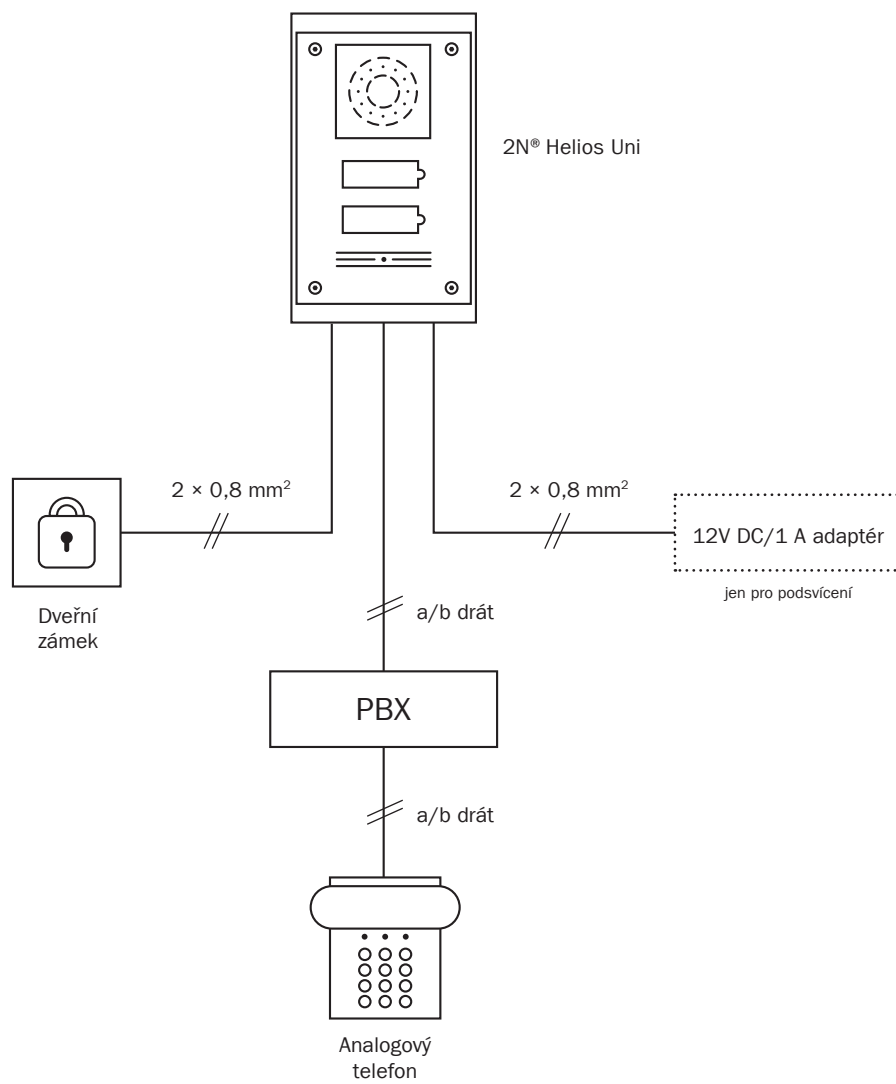 2N® Helios Uni
2 × 0,8 mm²
2 × 0,8 mm²
12V DC/1 A adaptér
jen pro podsvícení
Dveřní
zámek
a/b drát
PBX
a/b drát
Analogový
telefon